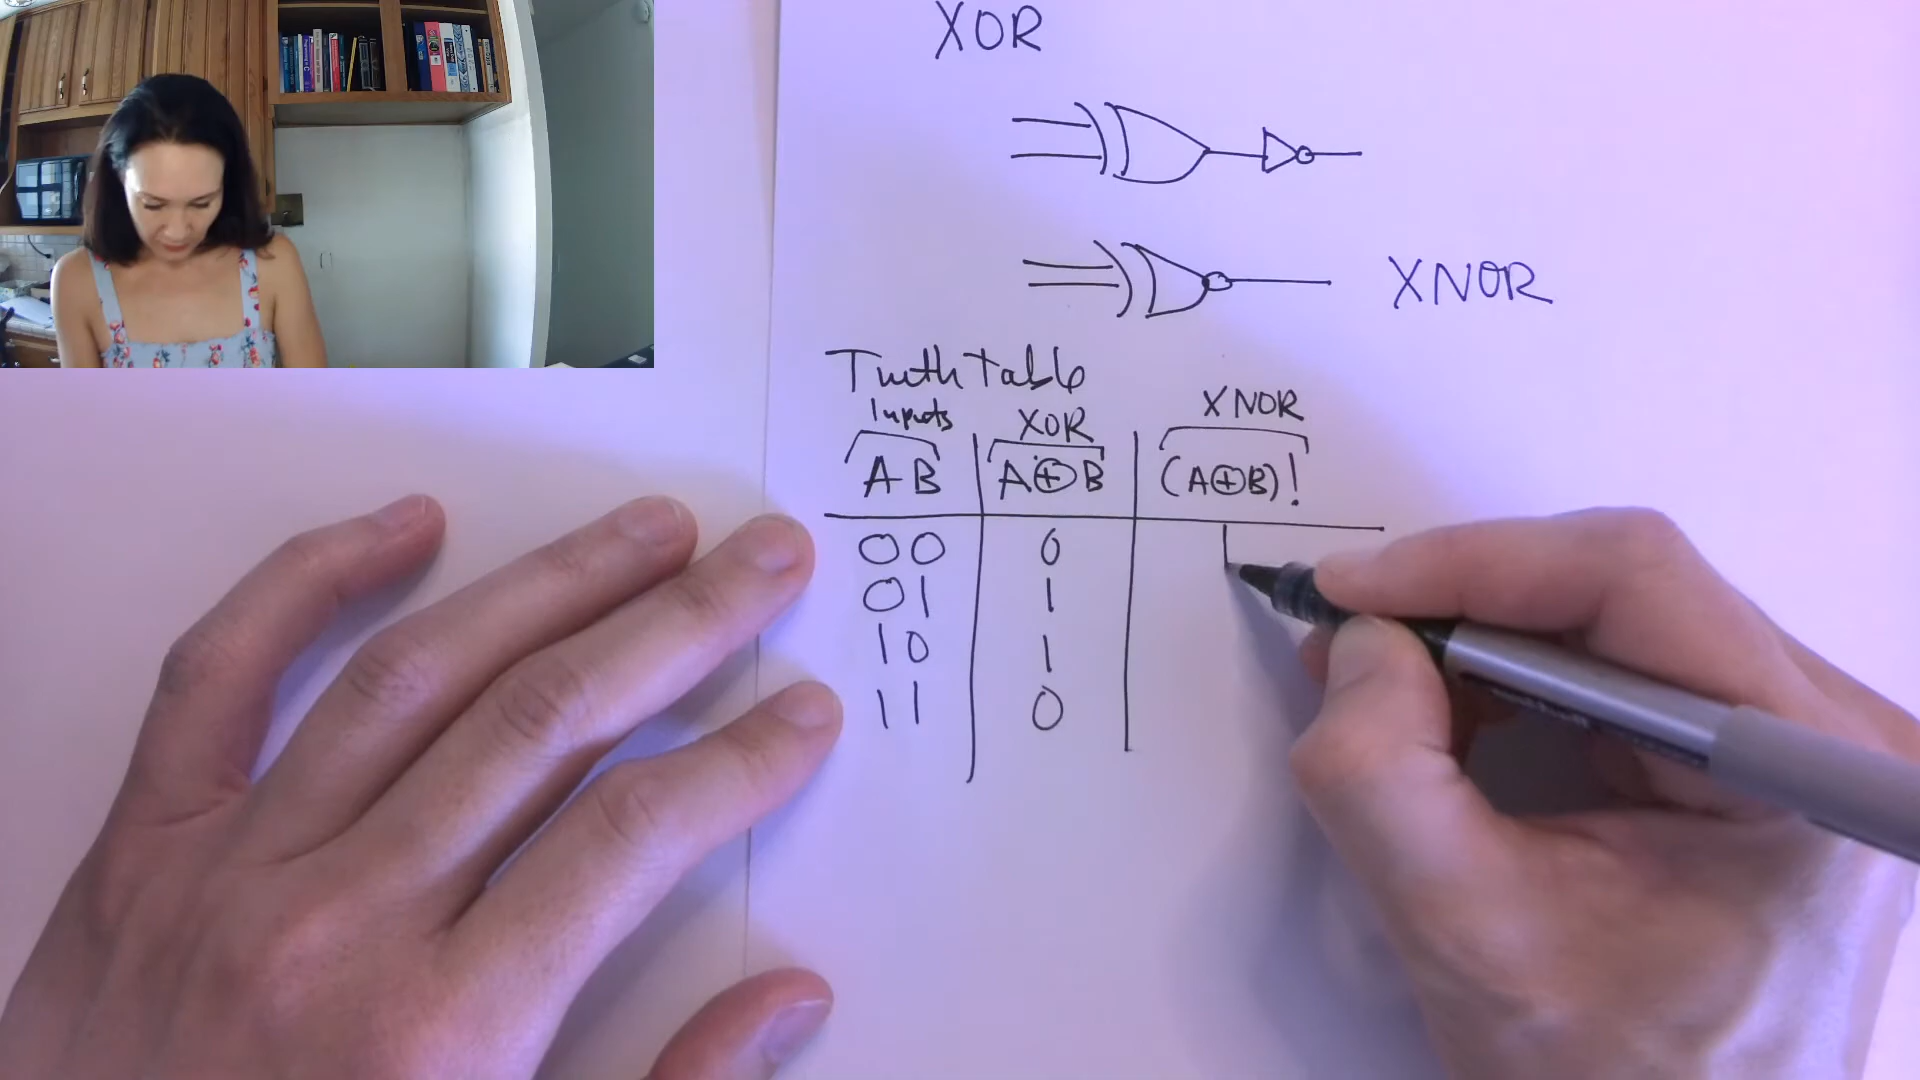 XOR
XNOR
Truth Table
Inputs XOR XNOR
A B A⊕B (A⊕B)!
0 0 0 1
0 1 1
1 0 1
1 1 0